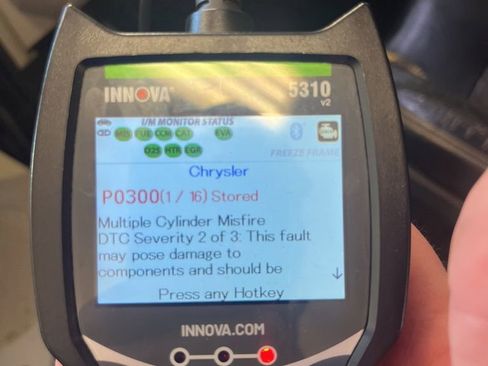 INNOVA 5310
v2
I/M MONITOR STATUS
MIS FUE CCM CAT EVA
O2S HTR EGR
FREEZE FRAME
Chrysler
P0300(1 / 16) Stored
Multiple Cylinder Misfire
DTC Severity 2 of 3: This fault
may pose damage to
components and should be
Press any Hotkey
INNOVA.COM